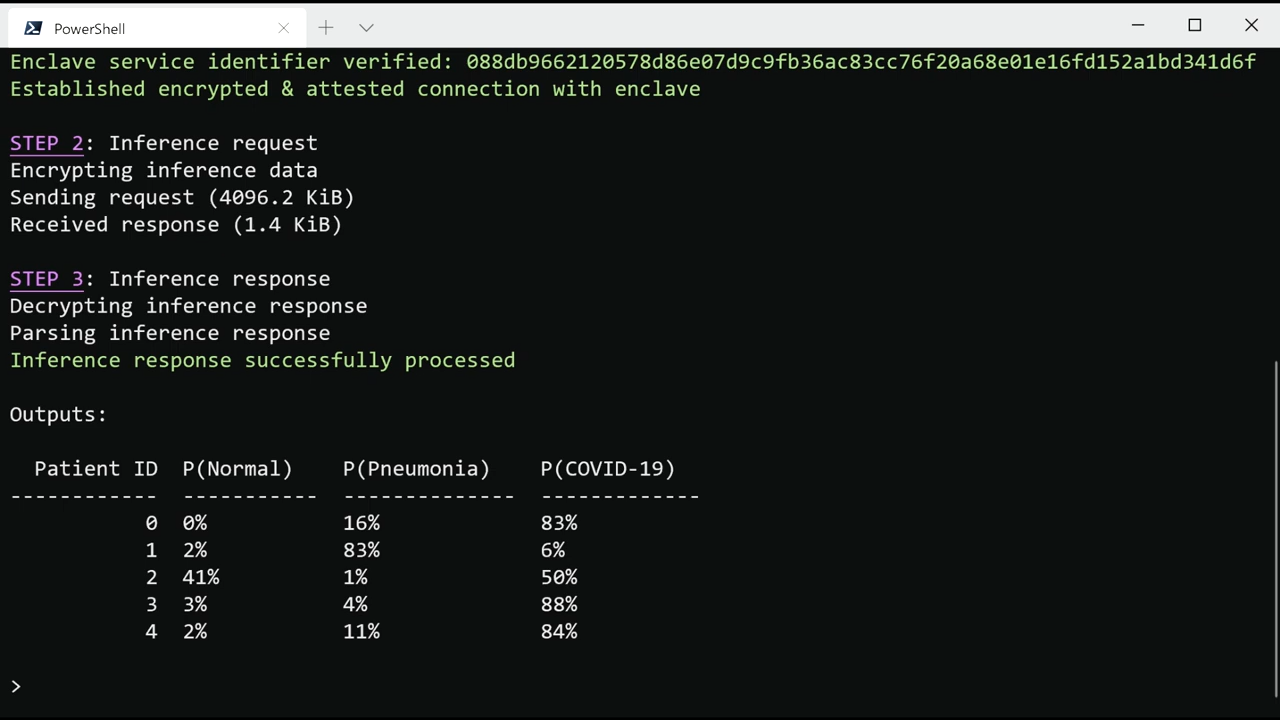 PowerShell
Enclave service identifier verified: 088db9662120578d86e07d9c9fb36ac83cc76f20a68e01e16fd152a1bd341d6f
Established encrypted & attested connection with enclave
STEP 2: Inference request
Encrypting inference data
Sending request (4096.2 KiB)
Received response (1.4 KiB)
STEP 3: Inference response
Decrypting inference response
Parsing inference response
Inference response successfully processed
Outputs:
Patient ID P(Normal) P(Pneumonia) P(COVID-19)
------------ ----------- -------------- -------------
0 0% 16% 83%
1 2% 83% 6%
2 41% 1% 50%
3 3% 4% 88%
4 2% 11% 84%
>